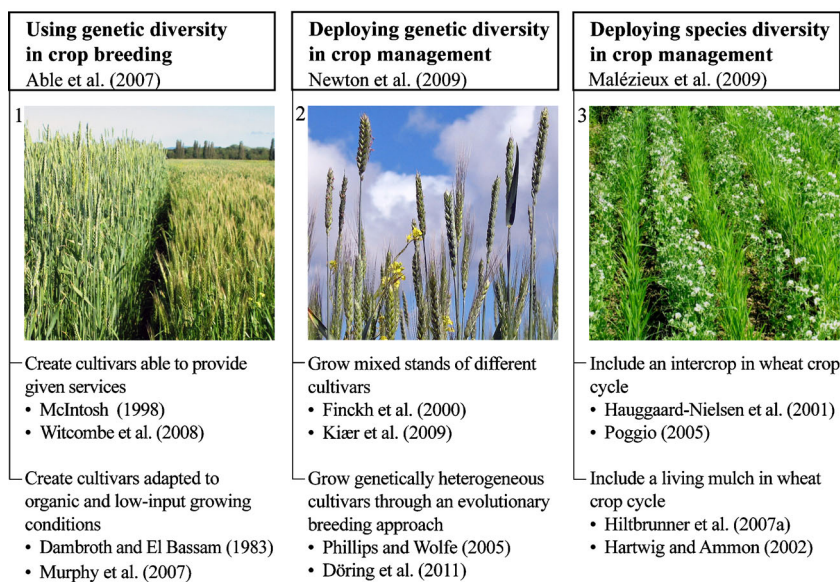 Using genetic diversity
in crop breeding
Able et al. (2007)
1
Create cultivars able to provide
given services
• McIntosh (1998)
• Witcombe et al. (2008)
Create cultivars adapted to
organic and low-input growing
conditions
• Dambroth and El Bassam (1983)
• Murphy et al. (2007)
Deploying genetic diversity
in crop management
Newton et al. (2009)
2
Grow mixed stands of different
cultivars
• Finckh et al. (2000)
• Kiær et al. (2009)
Grow genetically heterogeneous
cultivars through an evolutionary
breeding approach
• Phillips and Wolfe (2005)
• Döring et al. (2011)
Deploying species diversity
in crop management
Malézieux et al. (2009)
3
Include an intercrop in wheat crop
cycle
• Hauggaard-Nielsen et al. (2001)
• Poggio (2005)
Include a living mulch in wheat
crop cycle
• Hiltbrunner et al. (2007a)
• Hartwig and Ammon (2002)